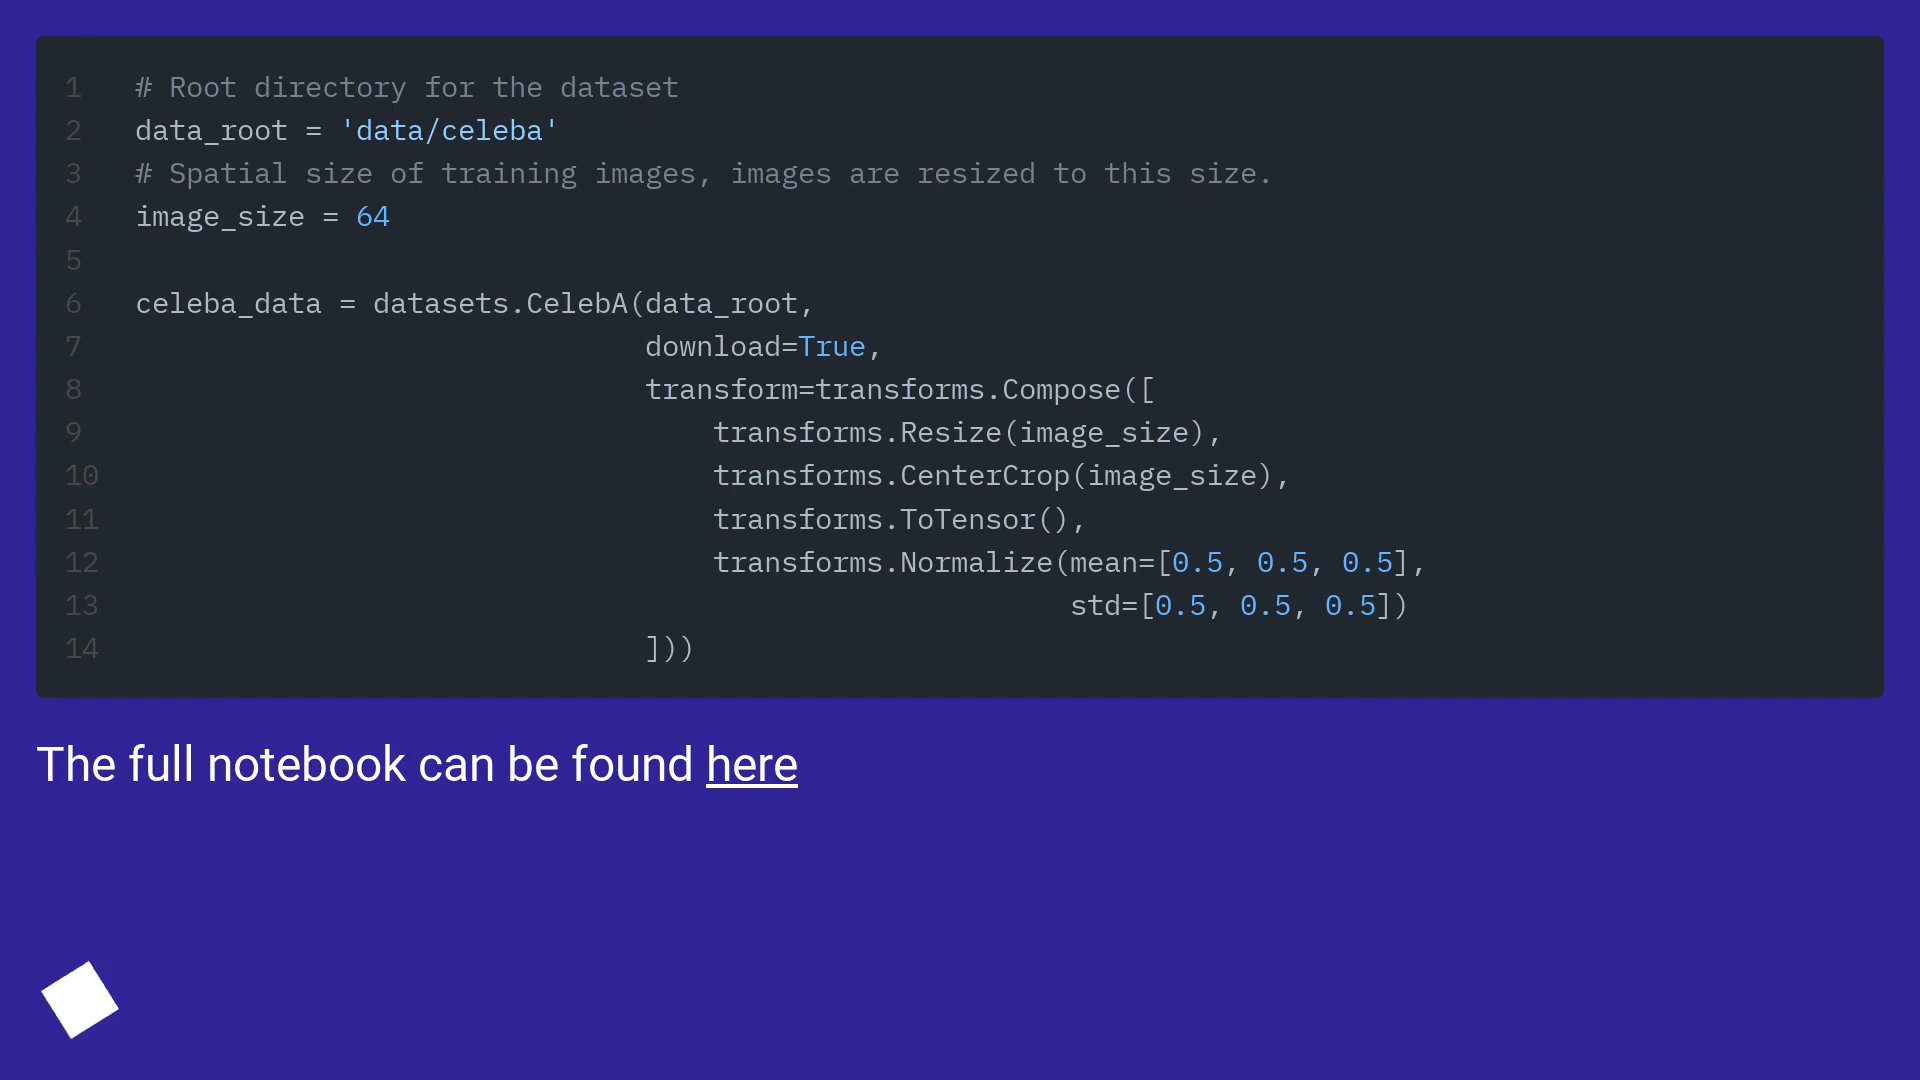 1 # Root directory for the dataset
2 data_root = 'data/celeba'
3 # Spatial size of training images, images are resized to this size.
4 image_size = 64
5
6 celeba_data = datasets.CelebA(data_root,
7                               download=True,
8                               transform=transforms.Compose([
9                                   transforms.Resize(image_size),
10                                  transforms.CenterCrop(image_size),
11                                  transforms.ToTensor(),
12                                  transforms.Normalize(mean=[0.5, 0.5, 0.5],
13                                                       std=[0.5, 0.5, 0.5])
14                              ]))
The full notebook can be found here